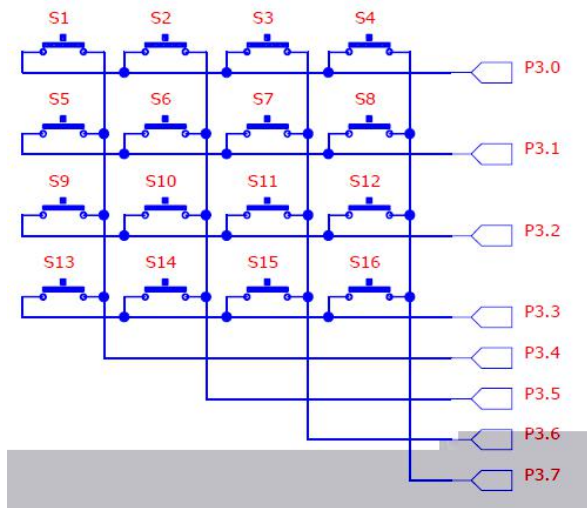 S1 S2 S3 S4
P3.0
S5 S6 S7 S8
P3.1
S9 S10 S11 S12
P3.2
S13 S14 S15 S16
P3.3
P3.4
P3.5
P3.6
P3.7